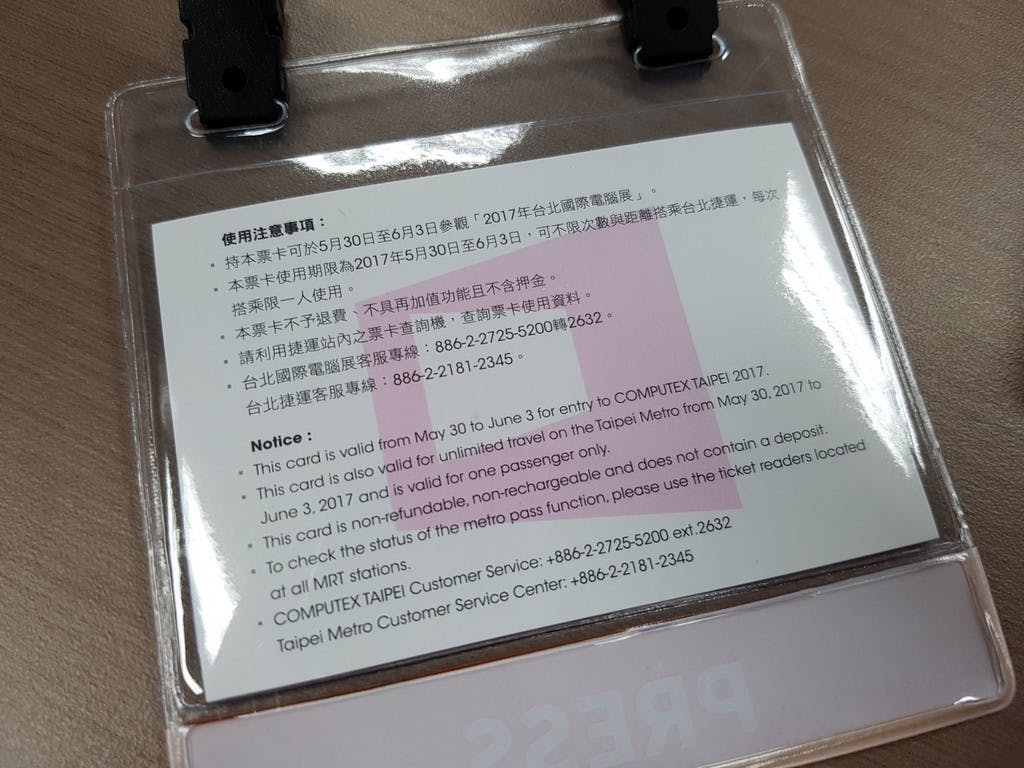 使用注意事項：
• 持本票卡可於5月30日至6月3日參觀「2017年台北國際電腦展」。
• 本票卡使用期限為2017年5月30日至6月3日，可不限次數與距離搭乘台北捷運，每次
搭乘限一人使用。
• 本票卡不予退費、不具再加值功能且不含押金。
• 請利用捷運站內之票卡查詢機，查詢票卡使用資料。
• 台北國際電腦展客服專線：886-2-2725-5200轉2632。
台北捷運客服專線：886-2-2181-2345。
Notice：
• This card is valid from May 30 to June 3 for entry to COMPUTEX TAIPEI 2017.
• This card is also valid for unlimited travel on the Taipei Metro from May 30, 2017 to
June 3, 2017 and is valid for one passenger only.
• This card is non-refundable, non-rechargeable and does not contain a deposit.
• To check the status of the metro pass function, please use the ticket readers located
at all MRT stations.
• COMPUTEX TAIPEI Customer Service: +886-2-2725-5200 ext.2632
Taipei Metro Customer Service Center: +886-2-2181-2345
PRESS